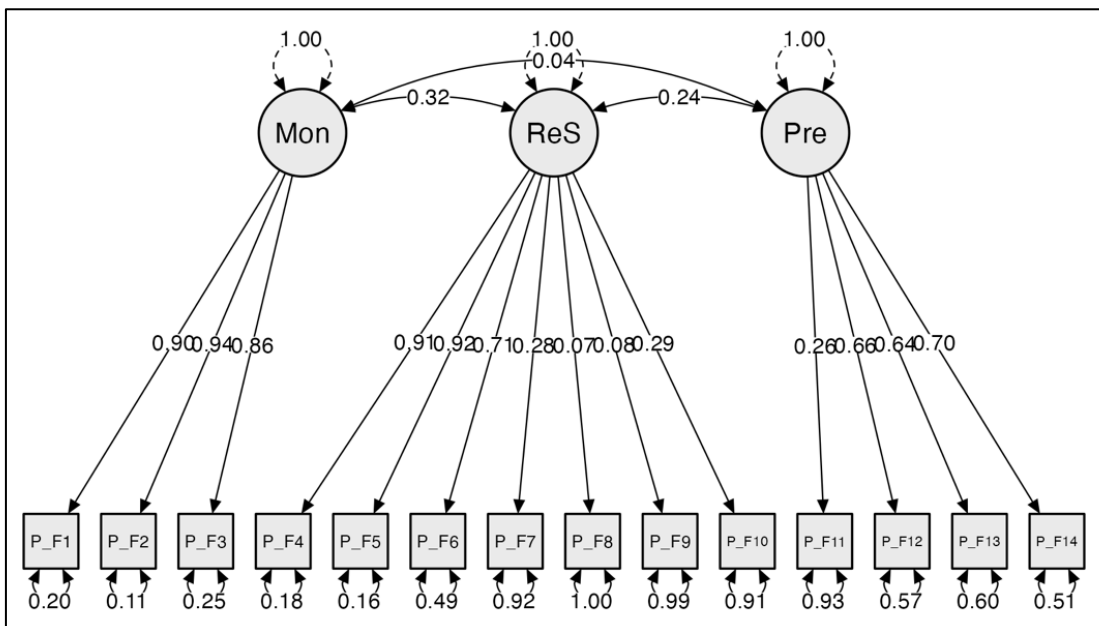 1.00 1.00 1.00
0.04
0.32 0.24
Mon ReS Pre
0.90 0.94 0.86 0.91 0.92 0.71 0.28 0.07 0.08 0.29 0.26 0.66 0.64 0.70
P_F1 P_F2 P_F3 P_F4 P_F5 P_F6 P_F7 P_F8 P_F9 P_F10 P_F11 P_F12 P_F13 P_F14
0.20 0.11 0.25 0.18 0.16 0.49 0.92 1.00 0.99 0.91 0.93 0.57 0.60 0.51